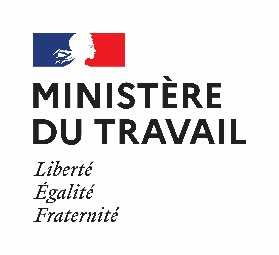 MINISTÈRE
DU TRAVAIL
Liberté
Égalité
Fraternité